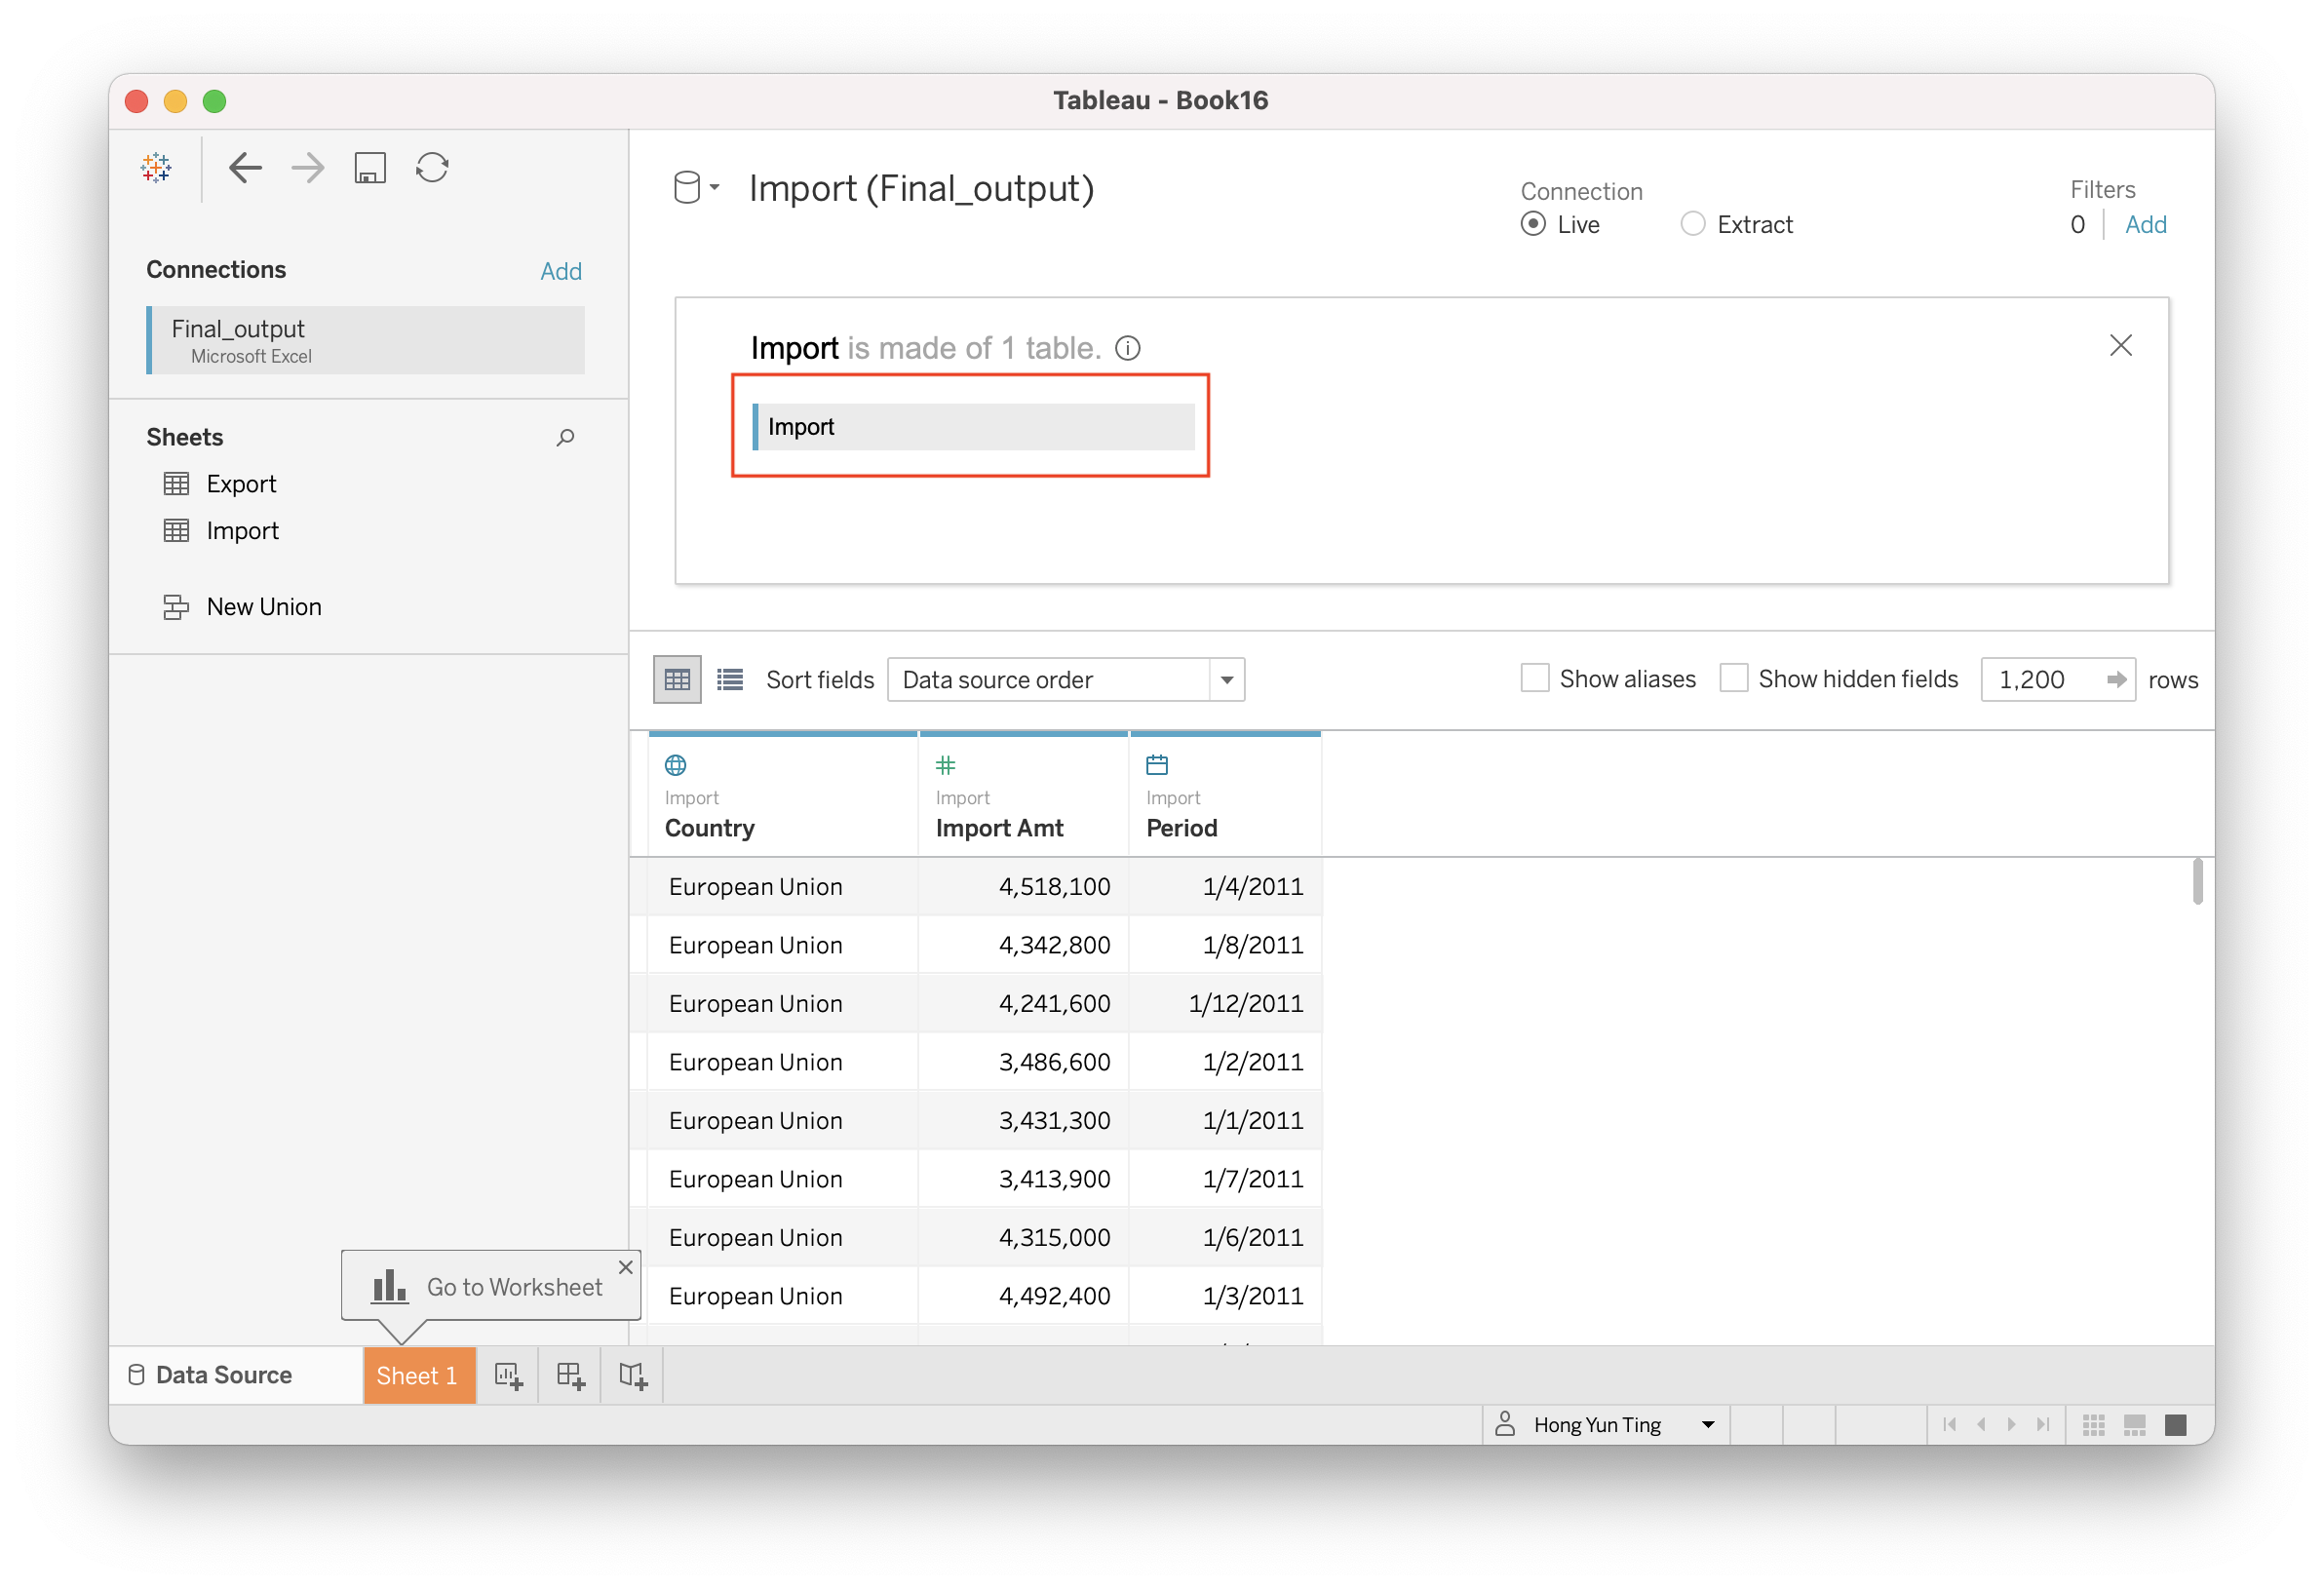 Tableau - Book16
Connections Add
Final_output
Microsoft Excel
Sheets
Export
Import
New Union
Import (Final_output)
Connection
Live Extract
Filters
0 Add
Import is made of 1 table.
Import
Sort fields Data source order Show aliases Show hidden fields 1,200 rows
Import Import Import
Country Import Amt Period
European Union 4,518,100 1/4/2011
European Union 4,342,800 1/8/2011
European Union 4,241,600 1/12/2011
European Union 3,486,600 1/2/2011
European Union 3,431,300 1/1/2011
European Union 3,413,900 1/7/2011
European Union 4,315,000 1/6/2011
European Union 4,492,400 1/3/2011
Go to Worksheet
Data Source Sheet 1
Hong Yun Ting